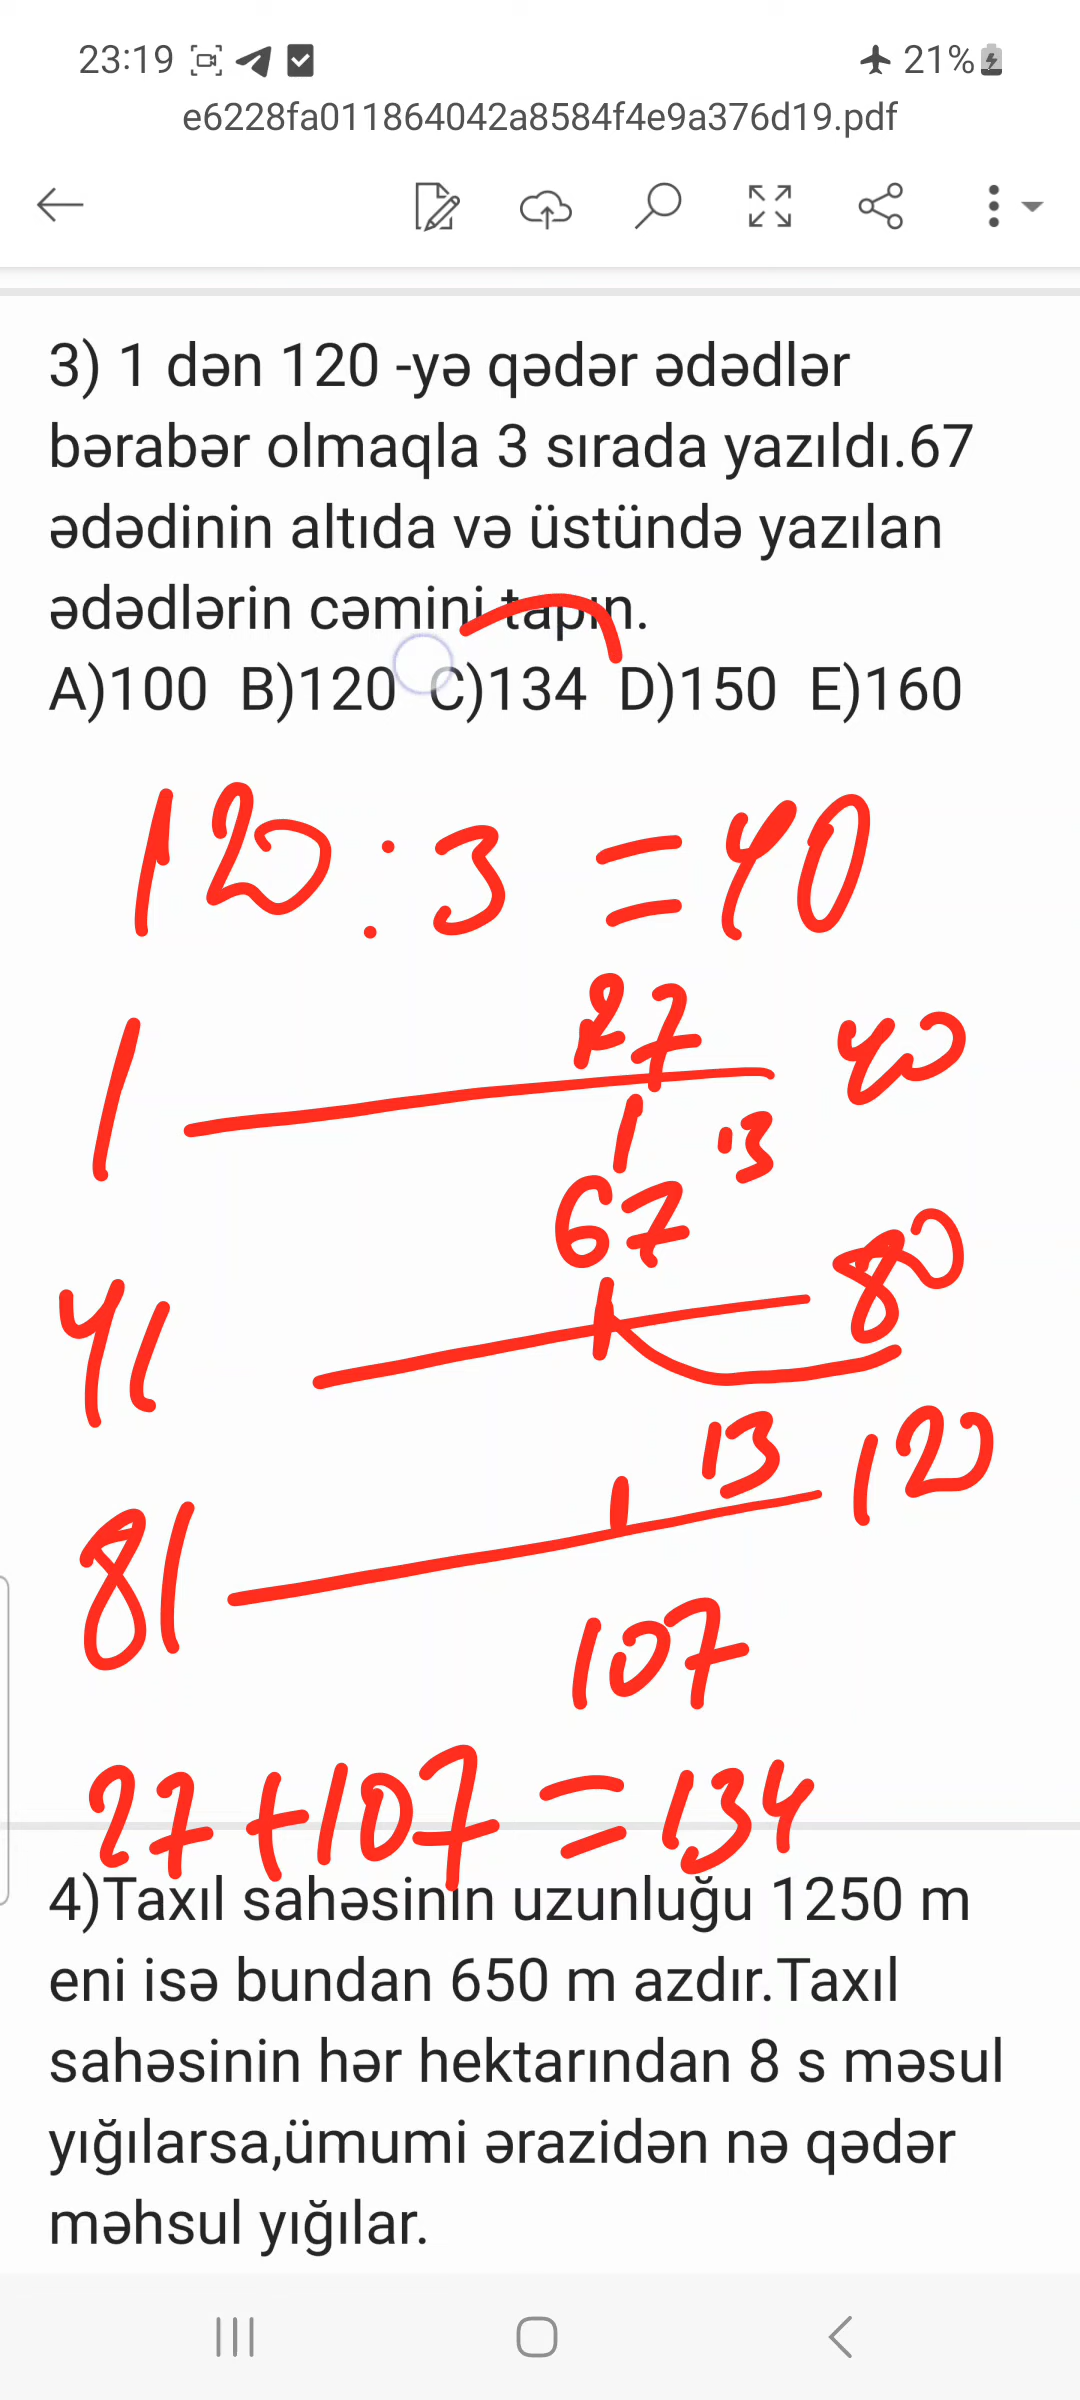 23:19 21%
e6228fa011864042a8584f4e9a376d19.pdf
3) 1 dən 120 -yə qədər ədədlər
bərabər olmaqla 3 sırada yazıldı.67
ədədinin altıda və üstündə yazılan
ədədlərin cəmini tapın.
A)100 B)120 C)134 D)150 E)160
120 : 3 = 40
1 27 40
13
67
41 80
13
81 120
107
27+107=134
4)Taxıl sahəsinin uzunluğu 1250 m
eni isə bundan 650 m azdır.Taxıl
sahəsinin hər hektarından 8 s məsul
yığılarsa,ümumi ərazidən nə qədər
məhsul yığılar.